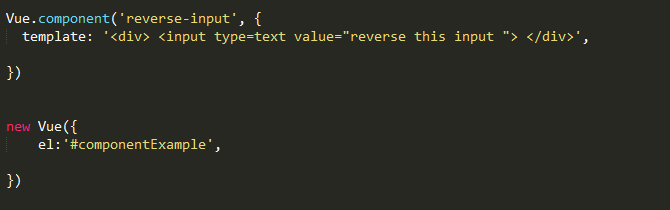 Vue.component('reverse-input', {
  template: '<div> <input type=text value="reverse this input "> </div>',
})
new Vue({
    el:'#componentExample',
})